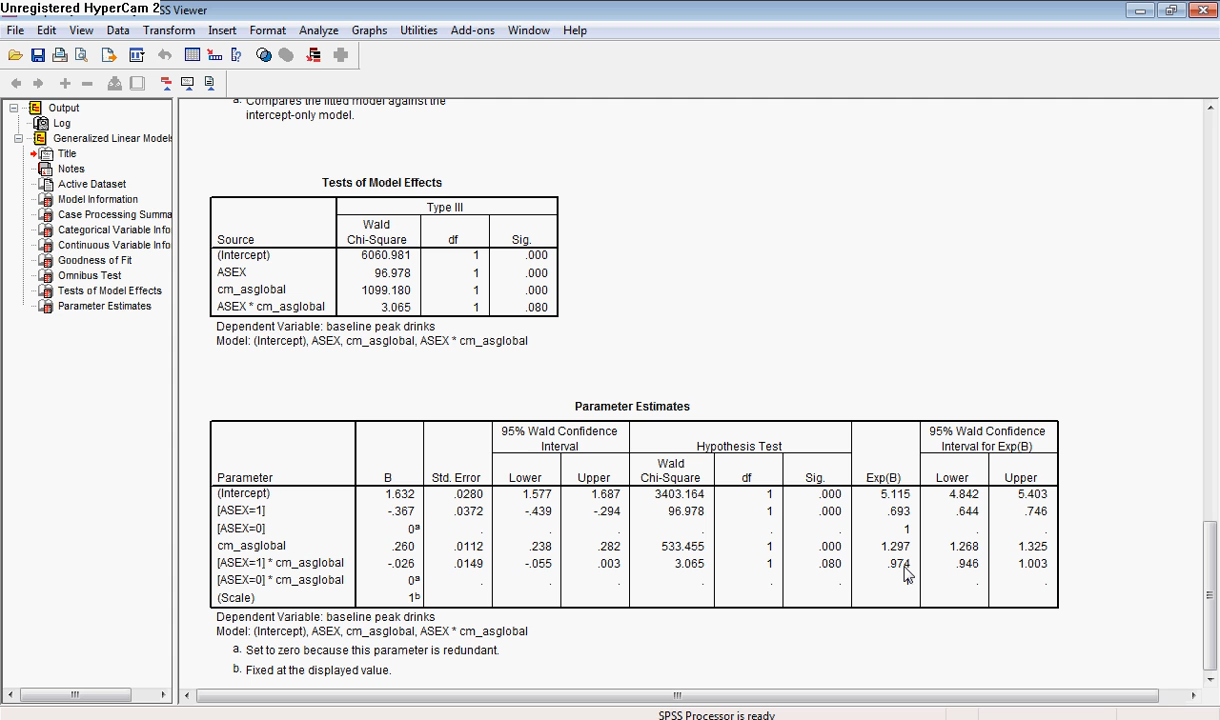 Unregistered HyperCam 2 SS Viewer
File Edit View Data Transform Insert Format Analyze Graphs Utilities Add-ons Window Help
Output
Log
Generalized Linear Models
Title
Notes
Active Dataset
Model Information
Case Processing Summa
Categorical Variable Info
Continuous Variable Info
Goodness of Fit
Omnibus Test
Tests of Model Effects
Parameter Estimates
a. Compares the fitted model against the
intercept-only model.
Tests of Model Effects
Type III
Wald
Source Chi-Square df Sig.
(Intercept) 6060.981 1 .000
ASEX 96.978 1 .000
cm_asglobal 1099.180 1 .000
ASEX * cm_asglobal 3.065 1 .080
Dependent Variable: baseline peak drinks
Model: (Intercept), ASEX, cm_asglobal, ASEX * cm_asglobal
Parameter Estimates
95% Wald Confidence 95% Wald Confidence
Interval Hypothesis Test Interval for Exp(B)
Wald
Parameter B Std. Error Lower Upper Chi-Square df Sig. Exp(B) Lower Upper
(Intercept) 1.632 .0280 1.577 1.687 3403.164 1 .000 5.115 4.842 5.403
[ASEX=1] -.367 .0372 -.439 -.294 96.978 1 .000 .693 .644 .746
[ASEX=0] 0a . . . . . . 1 . .
cm_asglobal .260 .0112 .238 .282 533.455 1 .000 1.297 1.268 1.325
[ASEX=1] * cm_asglobal -.026 .0149 -.055 .003 3.065 1 .080 .974 .946 1.003
[ASEX=0] * cm_asglobal 0a . . . . . . 1 . .
(Scale) 1b
Dependent Variable: baseline peak drinks
Model: (Intercept), ASEX, cm_asglobal, ASEX * cm_asglobal
a. Set to zero because this parameter is redundant.
b. Fixed at the displayed value.
SPSS Processor is ready